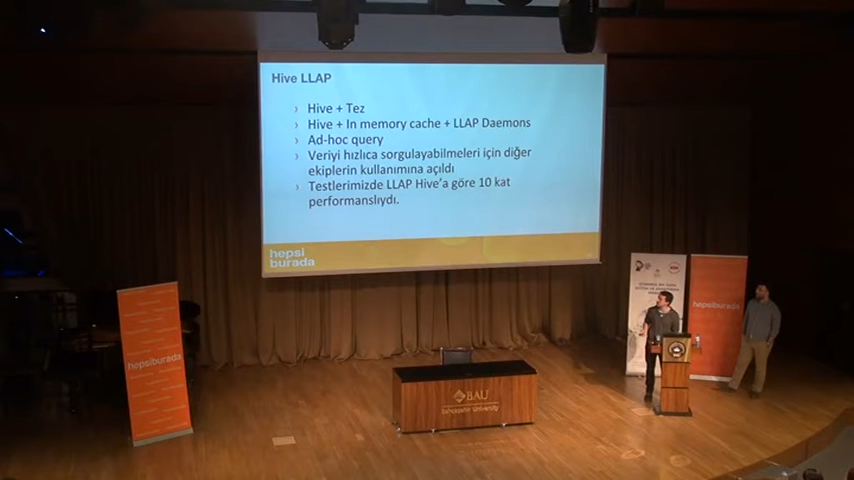 Hive LLAP
› Hive + Tez
› Hive + In memory cache + LLAP Daemons
› Ad-hoc query
› Veriyi hızlıca sorgulayabilmeleri için diğer
ekiplerin kullanımına açıldı
› Testlerimizde LLAP Hive'a göre 10 kat
performanslıydı.
hepsi
burada
hepsiburada
hepsiburada
BAU
Bahçeşehir University